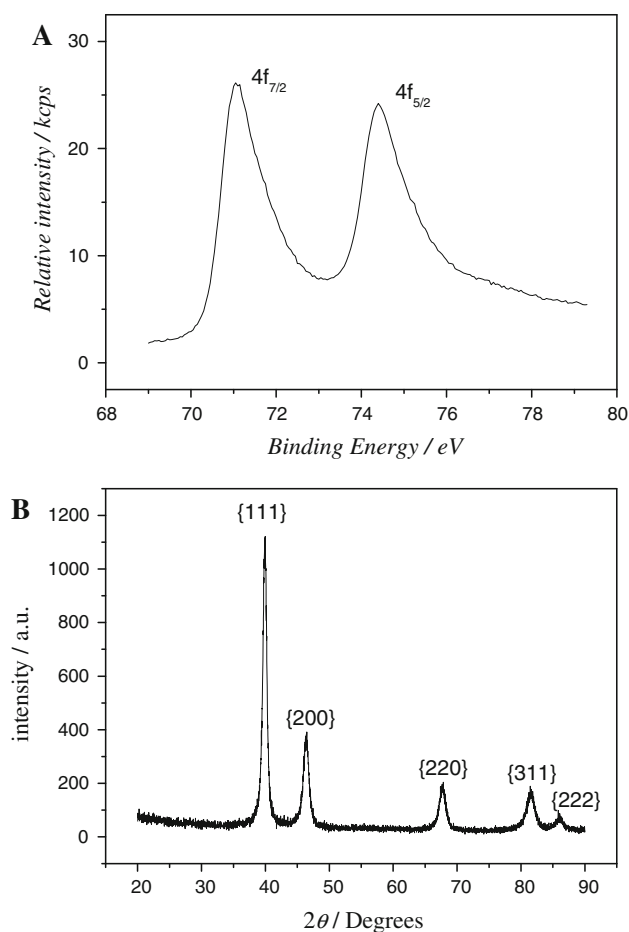 A
30
20
10
0
Relative intensity / kcps
4f7/2
4f5/2
68 70 72 74 76 78 80
Binding Energy / eV
B
1200
1000
800
600
400
200
0
intensity / a.u.
{111}
{200}
{220}
{311}
{222}
20 30 40 50 60 70 80 90
2θ / Degrees